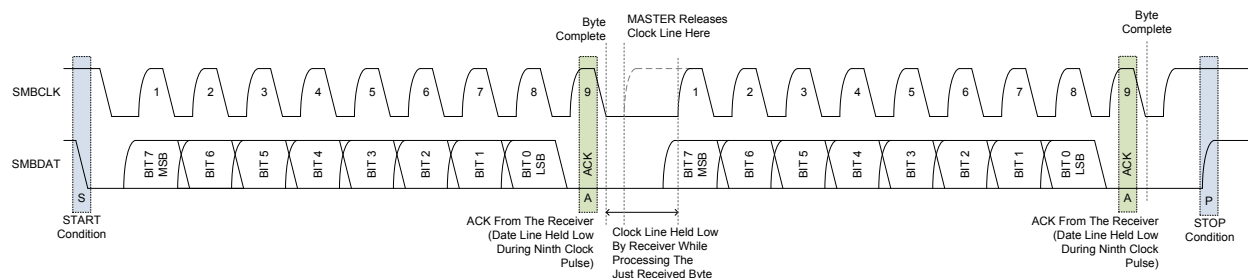 Byte
Complete
MASTER Releases
Clock Line Here
Byte
Complete
SMBCLK
1
2
3
4
5
6
7
8
9
1
2
3
4
5
6
7
8
9
SMBDAT
BIT 7
MSB
BIT 6
BIT 5
BIT 4
BIT 3
BIT 2
BIT 1
BIT 0
LSB
ACK
BIT 7
MSB
BIT 6
BIT 5
BIT 4
BIT 3
BIT 2
BIT 1
BIT 0
LSB
ACK
S
A
A
P
START
Condition
ACK From The Receiver
(Date Line Held Low
During Ninth Clock
Pulse)
Clock Line Held Low
By Receiver While
Processing The
Just Received Byte
ACK From The Receiver
(Date Line Held Low
During Ninth Clock
Pulse)
STOP
Condition